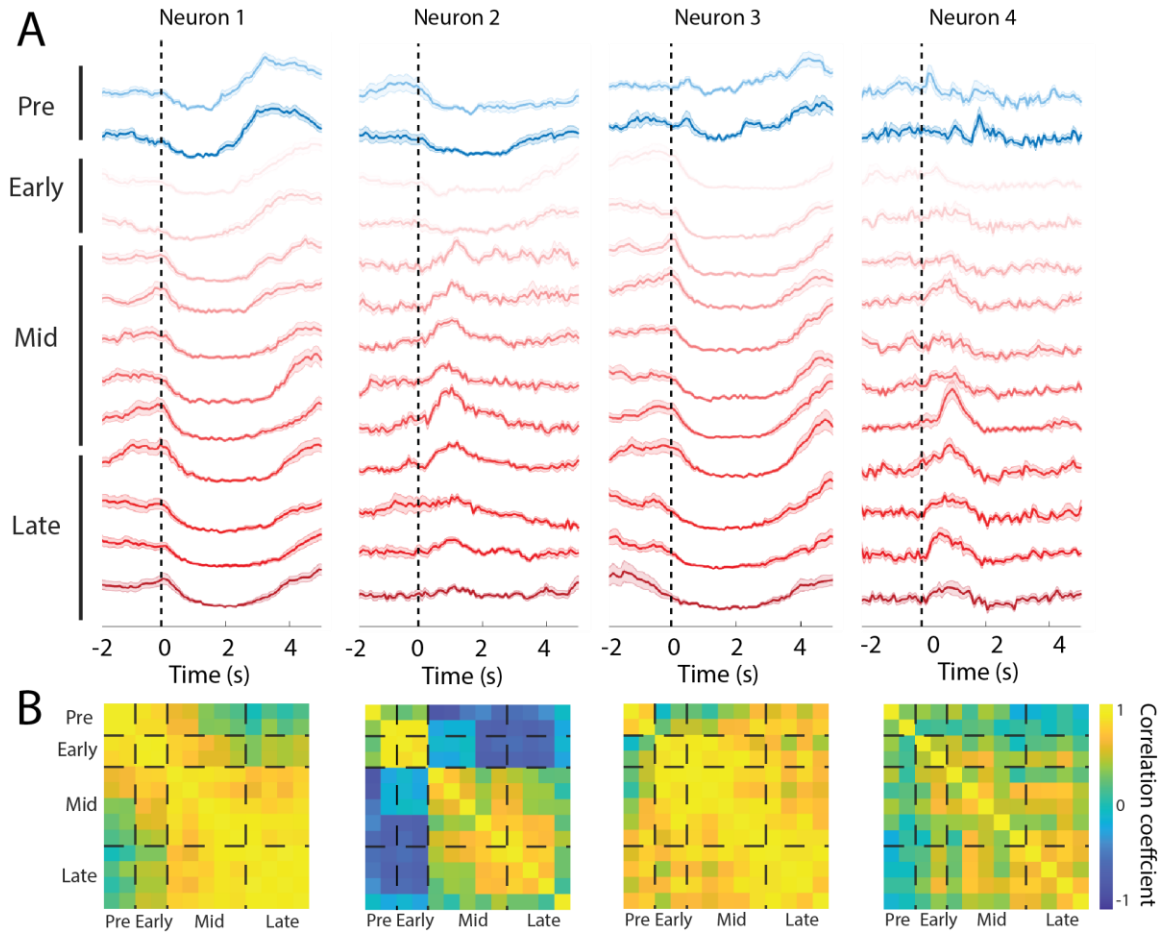 A
Neuron 1
Neuron 2
Neuron 3
Neuron 4
Pre
Early
Mid
Late
-2 0 2 4
-2 0 2 4
-2 0 2 4
-2 0 2 4
Time (s)
Time (s)
Time (s)
Time (s)
B
Pre
Early
Mid
Late
Pre Early Mid Late
Pre Early Mid Late
Pre Early Mid Late
Pre Early Mid Late
1
0
-1
Correlation coeffcient